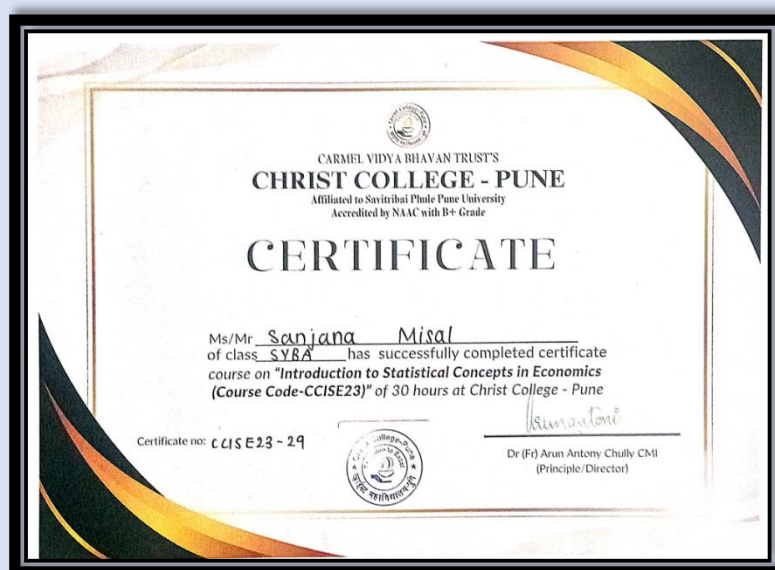 CARMEL VIDYA BHAVAN TRUST'S
CHRIST COLLEGE - PUNE
Affiliated to Savitribai Phule Pune University
Accredited by NAAC with B+ Grade
CERTIFICATE
Ms/Mr Sanjana Misal
of class SYBA has successfully completed certificate
course on "Introduction to Statistical Concepts in Economics
(Course Code-CCISE23)" of 30 hours at Christ College - Pune
Certificate no: CCISE23-29
Dr (Fr) Arun Antony Chully CMI
(Principle/Director)